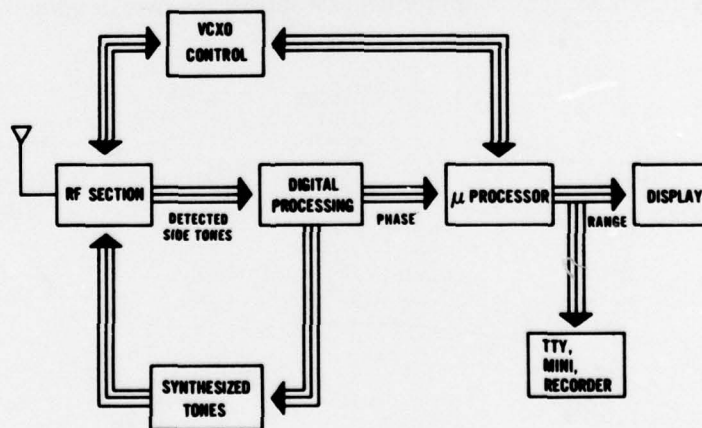 VCXO
CONTROL
RF SECTION
DETECTED
SIDE TONES
DIGITAL
PROCESSING
PHASE
μ PROCESSOR
RANGE
DISPLAY
TTY,
MINI,
RECORDER
SYNTHESIZED
TONES